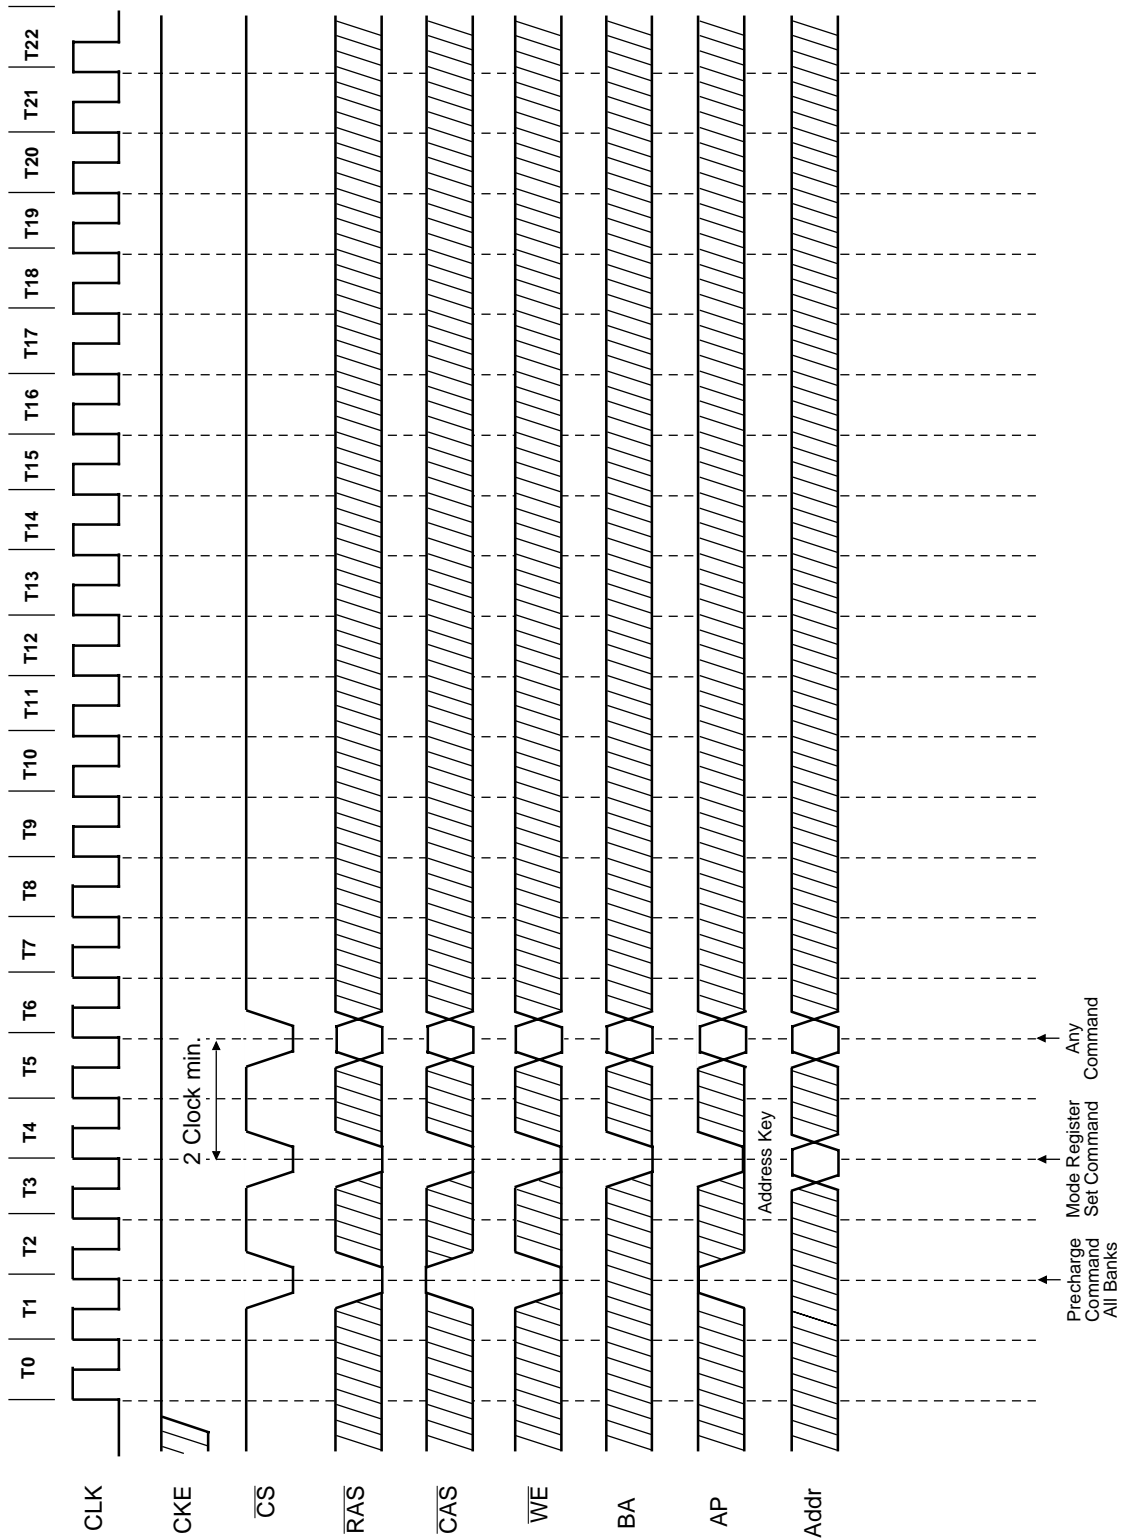 T0 T1 T2 T3 T4 T5 T6 T7 T8 T9 T10 T11 T12 T13 T14 T15 T16 T17 T18 T19 T20 T21 T22
CLK
CKE
2 Clock min.
CS
RAS
CAS
WE
BA
AP
Address Key
Addr
Precharge
Command
All Banks
Mode Register
Set Command
Any
Command